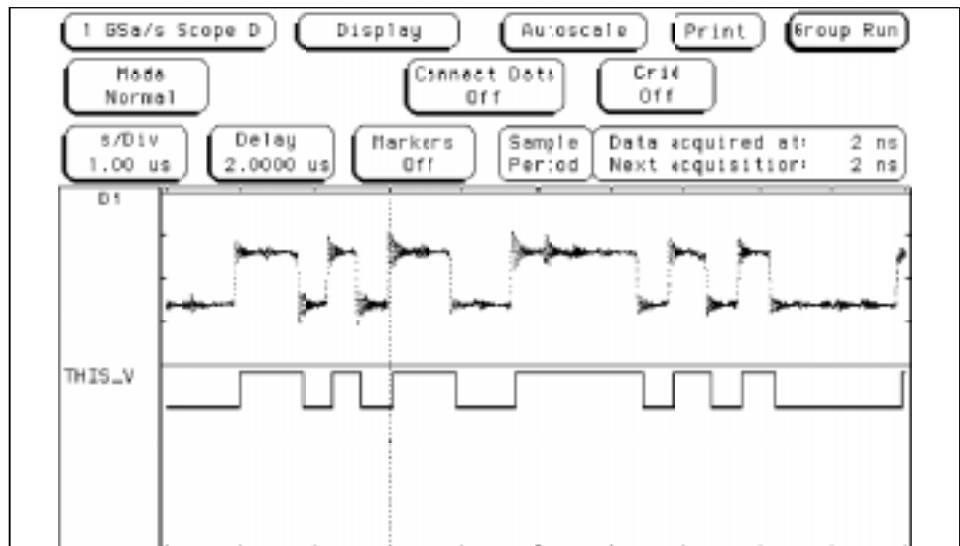 1 GSa/s Scope D Display Autoscale Print Group Run
Mode Normal
Connect Dots Off
Grid Off
s/Div 1.00 us
Delay 2.0000 us
Markers Off
Sample Period
Data acquired at: 2 ns
Next acquisition: 2 ns
D1
THIS_V